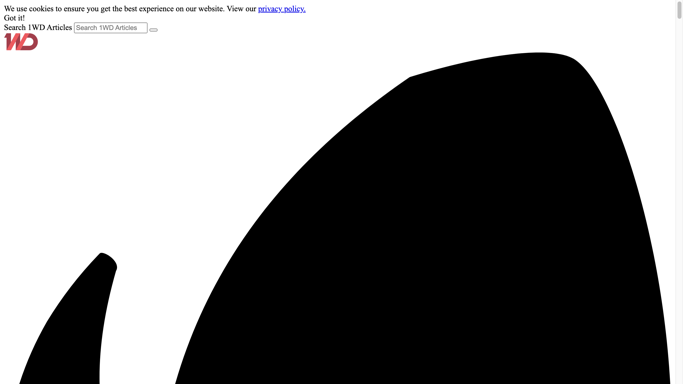 We use cookies to ensure you get the best experience on our website. View our privacy policy.
Got it!
Search 1WD Articles Search 1WD Articles
1WD